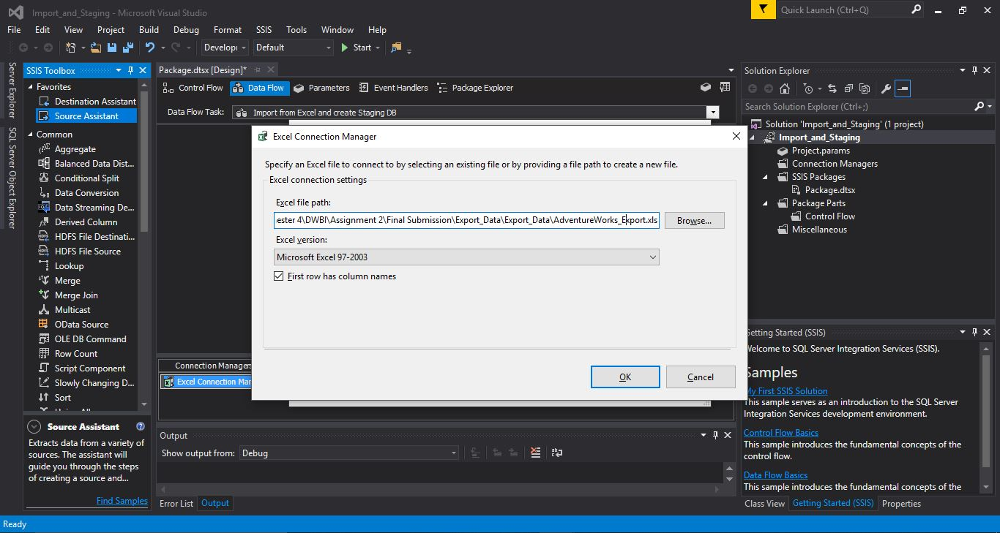 Import_and_Staging - Microsoft Visual Studio
Quick Launch (Ctrl+Q)
File Edit View Project Build Debug Format SSIS Tools Window Help
Developi Default Start
Server Explorer
SQL Server Object Explorer
SSIS Toolbox
Favorites
Destination Assistant
Source Assistant
Common
Aggregate
Balanced Data Dist...
Conditional Split
Data Conversion
Data Streaming De...
Derived Column
HDFS File Destinati...
HDFS File Source
Lookup
Merge
Merge Join
Multicast
OData Source
OLE DB Command
Row Count
Script Component
Slowly Changing D...
Sort
Source Assistant
Extracts data from a variety of
sources. The assistant will
guide you through the steps
of creating a source and...
Find Samples
Package.dtsx [Design]*
Control Flow Data Flow Parameters Event Handlers Package Explorer
Data Flow Task: Import from Excel and create Staging DB
Excel Connection Manager
Specify an Excel file to connect to by selecting an existing file or by providing a file path to create a new file.
Excel connection settings
Excel file path:
ester 4\DWBI\Assignment 2\Final Submission\Export_Data\Export_Data\AdventureWorks_Export.xls
Browse...
Excel version:
Microsoft Excel 97-2003
First row has column names
OK Cancel
Connection Managers
Excel Connection Mar
Output
Show output from: Debug
Error List Output
Solution Explorer
Search Solution Explorer (Ctrl+;)
Solution 'Import_and_Staging' (1 project)
Import_and_Staging
Project.params
Connection Managers
SSIS Packages
Package.dtsx
Package Parts
Control Flow
Miscellaneous
Getting Started (SSIS)
Welcome to SQL Server Integration Services (SSIS).
Samples
My First SSIS Solution
This sample serves as an introduction to the SQL Server
Integration Services development environment.
Control Flow Basics
This sample introduces the fundamental concepts of the
control flow.
Data Flow Basics
This sample introduces the fundamental concepts of the
Class View Getting Started (SSIS) Properties
Ready